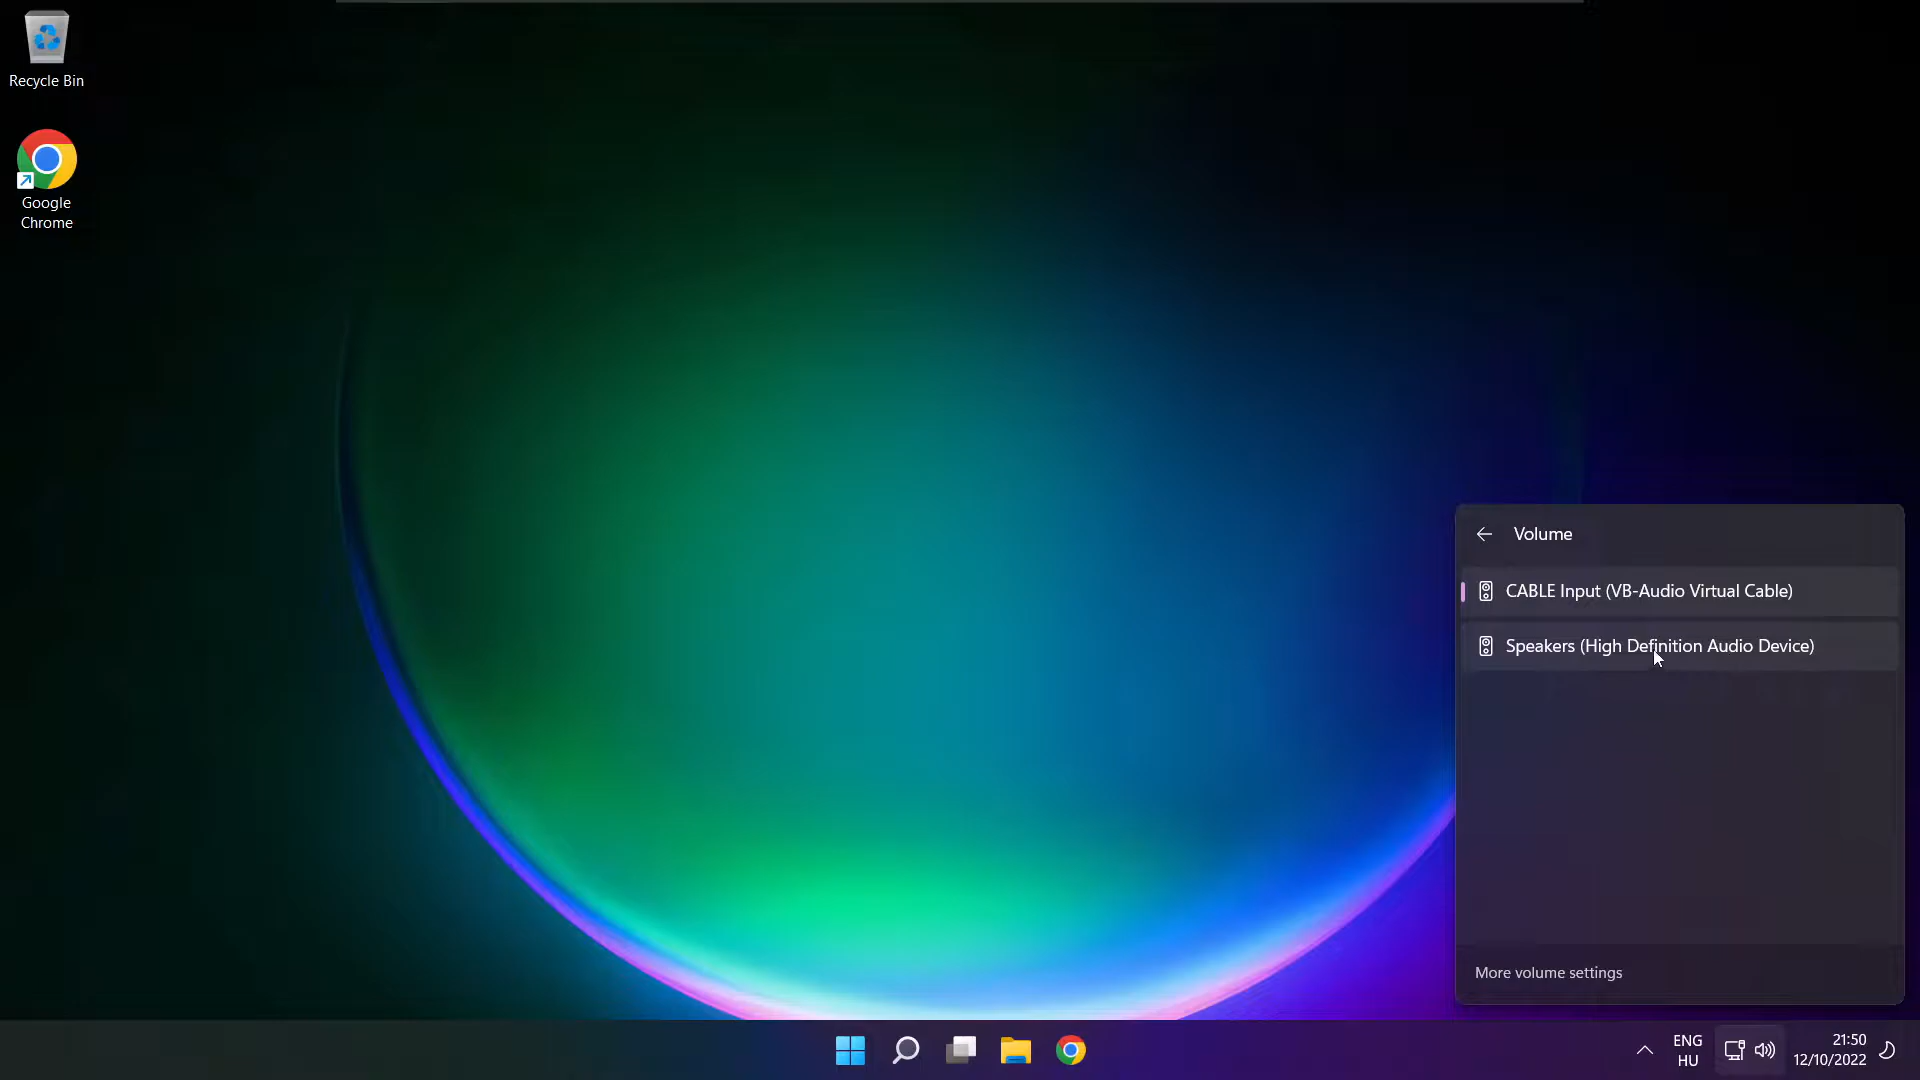 Recycle Bin
Google
Chrome
Volume
CABLE Input (VB-Audio Virtual Cable)
Speakers (High Definition Audio Device)
More volume settings
ENG
HU
21:50
12/10/2022